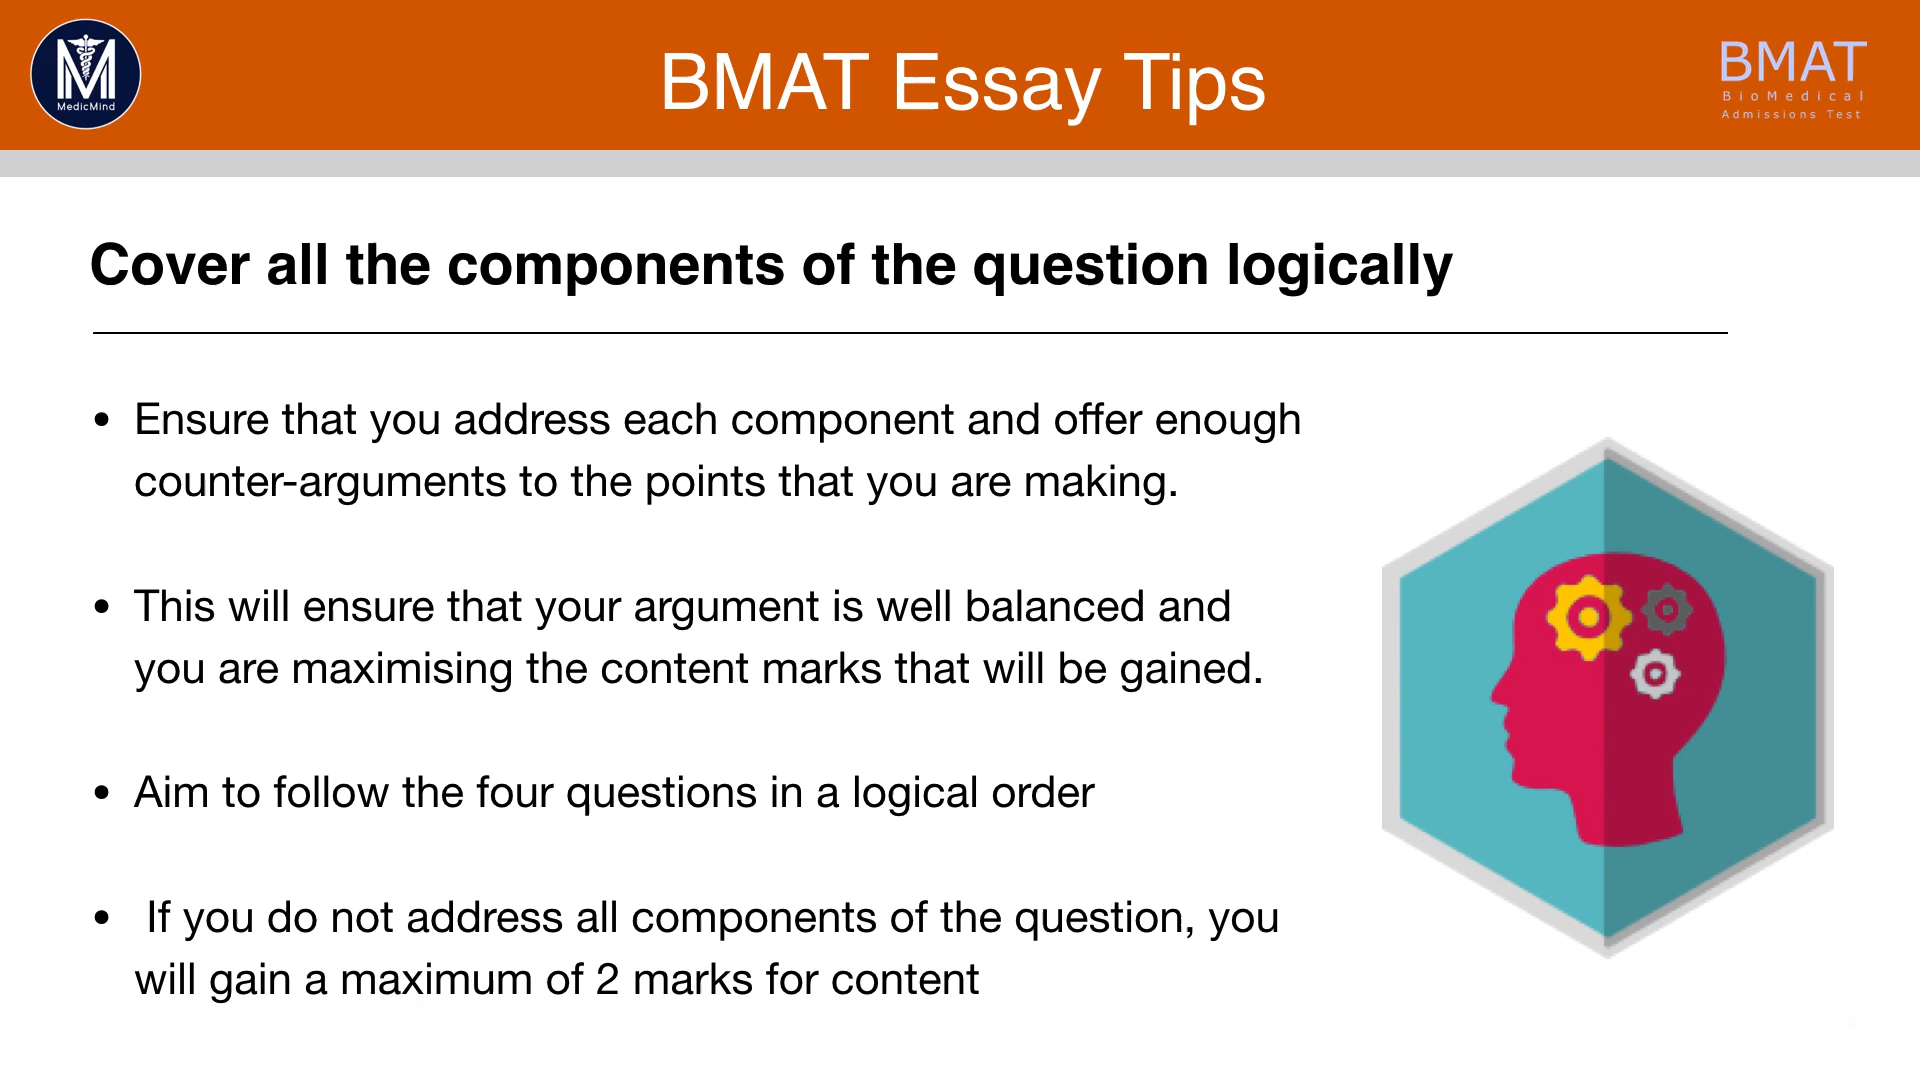 MedicMind
BMAT Essay Tips
BMAT
BioMedical
Admissions Test
Cover all the components of the question logically
• Ensure that you address each component and offer enough
counter-arguments to the points that you are making.
• This will ensure that your argument is well balanced and
you are maximising the content marks that will be gained.
• Aim to follow the four questions in a logical order
• If you do not address all components of the question, you
will gain a maximum of 2 marks for content